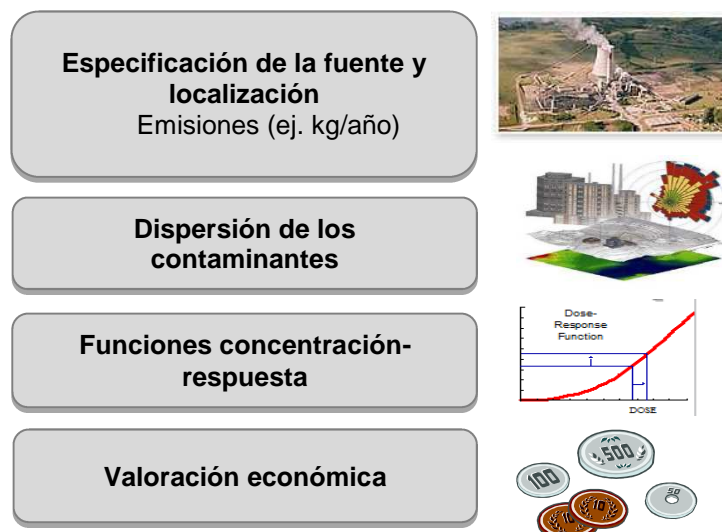 Especificación de la fuente y
localización
Emisiones (ej. kg/año)
Dispersión de los
contaminantes
Dose-
Response
Function
DOSE
Funciones concentración-
respuesta
Valoración económica
500
100
50
10
10